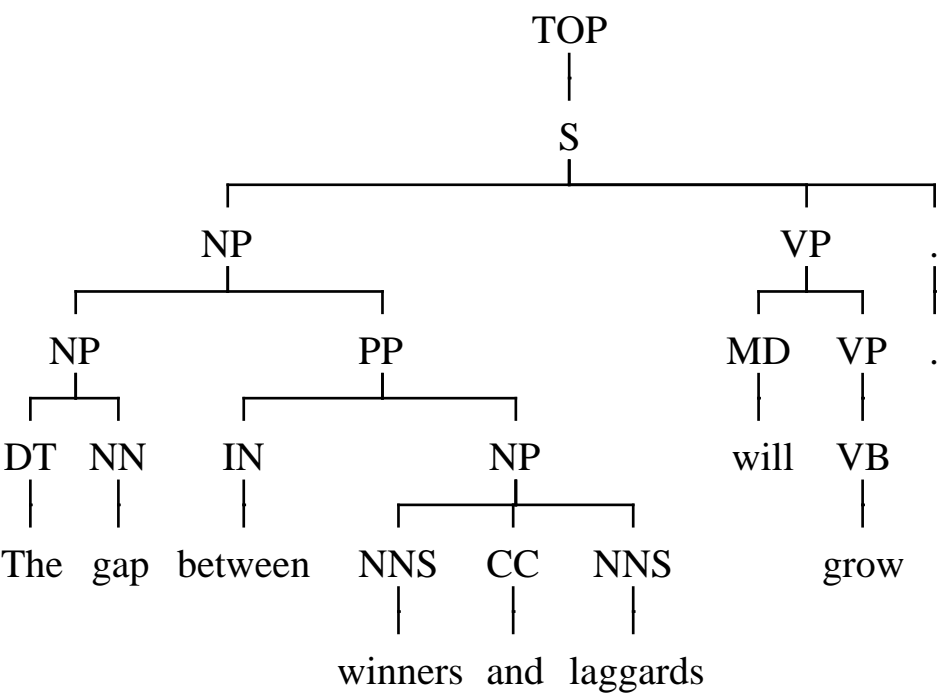 TOP
S
NP VP .
NP PP MD VP .
DT NN IN NP will VB
The gap between NNS CC NNS grow
winners and laggards